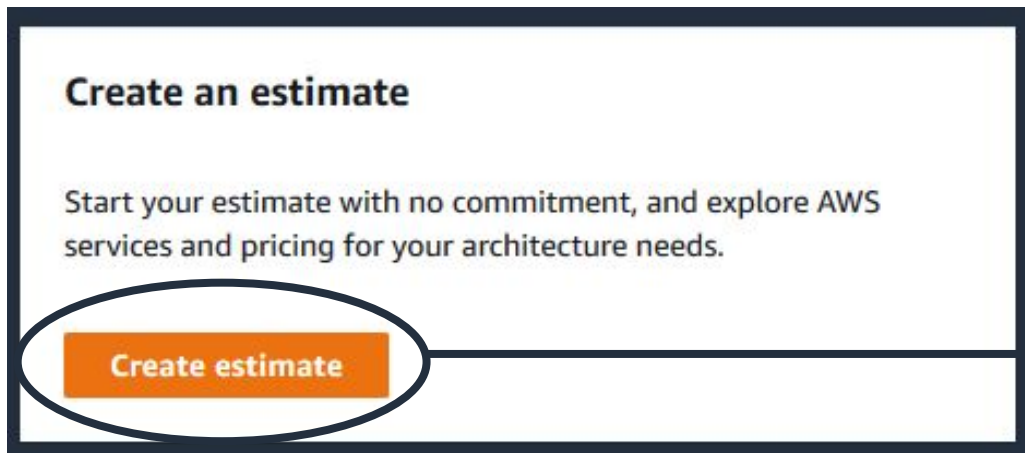 Create an estimate
Start your estimate with no commitment, and explore AWS
services and pricing for your architecture needs.
Create estimate